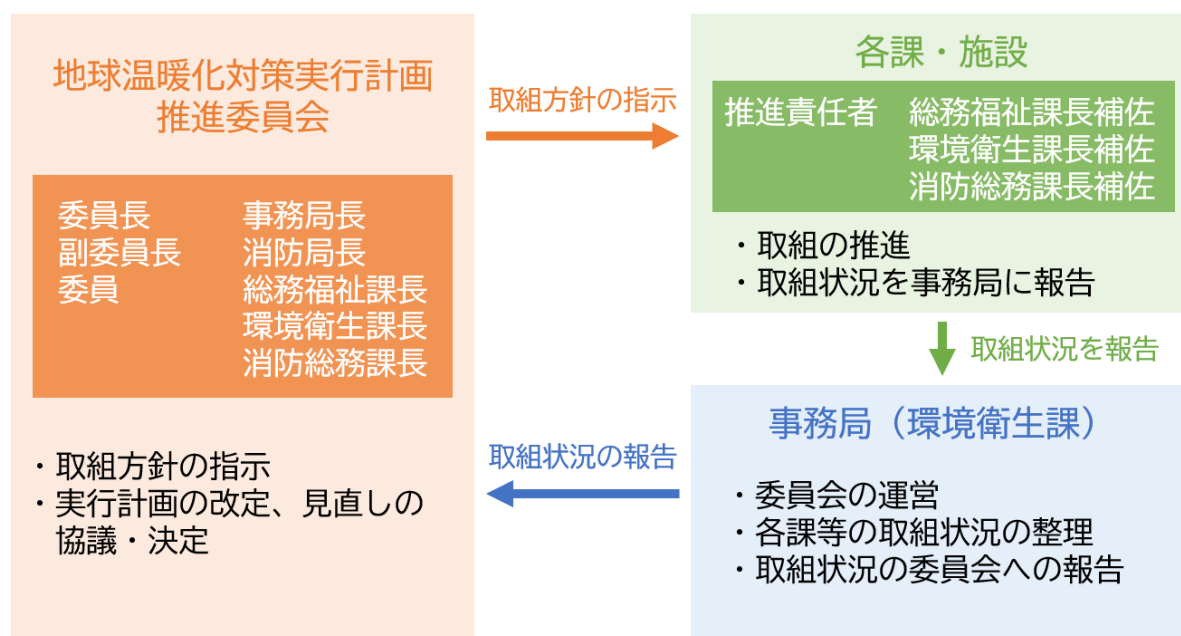 地球温暖化対策実行計画
推進委員会
委員長 事務局長
副委員長 消防局長
委員 総務福祉課長
環境衛生課長
消防総務課長
・取組方針の指示
・実行計画の改定、見直しの
協議・決定
取組方針の指示
各課・施設
推進責任者 総務福祉課長補佐
環境衛生課長補佐
消防総務課長補佐
・取組の推進
・取組状況を事務局に報告
取組状況を報告
事務局（環境衛生課）
・委員会の運営
・各課等の取組状況の整理
・取組状況の委員会への報告
取組状況の報告